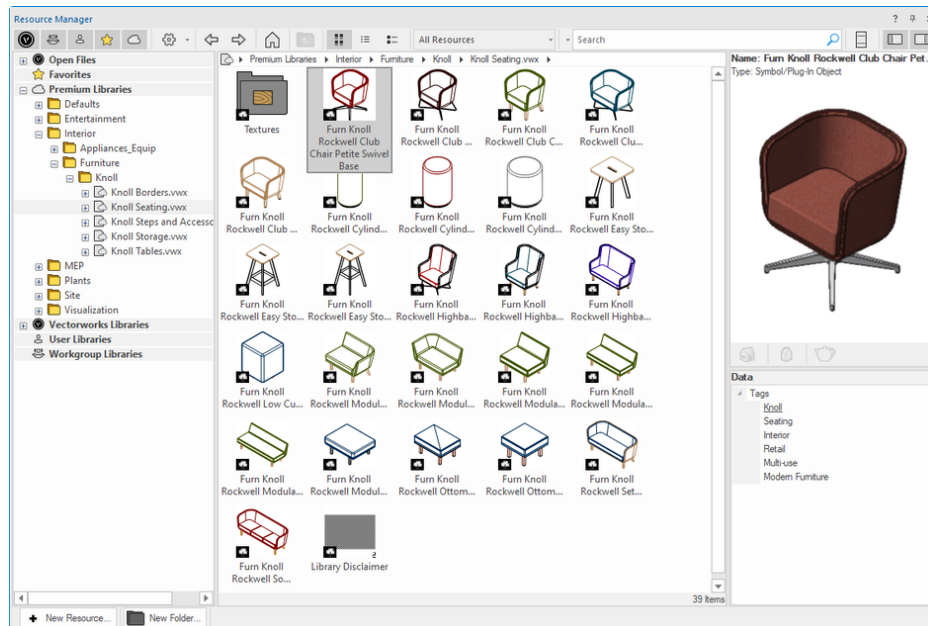 Resource Manager
All Resources
Search
Open Files
Favorites
Premium Libraries
Defaults
Entertainment
Interior
Appliances_Equip
Furniture
Knoll
Knoll Borders.vwx
Knoll Seating.vwx
Knoll Steps and Accesso
Knoll Storage.vwx
Knoll Tables.vwx
MEP
Plants
Site
Visualization
Vectorworks Libraries
User Libraries
Workgroup Libraries
Premium Libraries Interior Furniture Knoll Knoll Seating.vwx
Textures
Furn Knoll
Rockwell Club
Chair Petite Swivel
Base
Furn Knoll
Rockwell Club ...
Furn Knoll
Rockwell Club C...
Furn Knoll
Rockwell Clu...
Furn Knoll
Rockwell Club ...
Furn Knoll
Rockwell Cylind...
Furn Knoll
Rockwell Cylind...
Furn Knoll
Rockwell Cylind...
Furn Knoll
Rockwell Easy Sto...
Furn Knoll
Rockwell Easy Sto...
Furn Knoll
Rockwell Easy Sto...
Furn Knoll
Rockwell Highba...
Furn Knoll
Rockwell Highba...
Furn Knoll
Rockwell Highba...
Furn Knoll
Rockwell Low Cu...
Furn Knoll
Rockwell Modul...
Furn Knoll
Rockwell Modul...
Furn Knoll
Rockwell Modula...
Furn Knoll
Rockwell Modula...
Furn Knoll
Rockwell Modula...
Furn Knoll
Rockwell Modul...
Furn Knoll
Rockwell Ottom...
Furn Knoll
Rockwell Ottom...
Furn Knoll
Rockwell Set...
Furn Knoll
Rockwell So...
2
Library Disclaimer
39 Items
Name: Furn Knoll Rockwell Club Chair Pet...
Type: Symbol/Plug-In Object
Data
Tags
Knoll
Seating
Interior
Retail
Multi-use
Modern Furniture
New Resource...
New Folder...